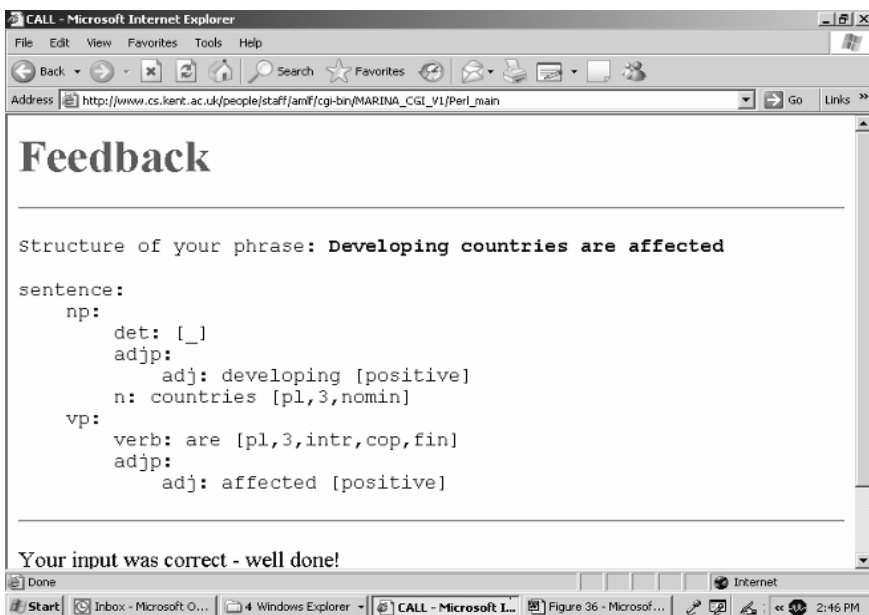 CALL - Microsoft Internet Explorer
File Edit View Favorites Tools Help
Back Search Favorites
Address http://www.cs.kent.ac.uk/people/staff/amlf/cgi-bin/MARINA_CGI_V1/Perl_main Go Links »
Feedback
Structure of your phrase: Developing countries are affected
sentence:
np:
det: [_]
adjp:
adj: developing [positive]
n: countries [pl,3,nomin]
vp:
verb: are [pl,3,intr,cop,fin]
adjp:
adj: affected [positive]
Your input was correct - well done!
Done Internet
Start Inbox - Microsoft O... 4 Windows Explorer CALL - Microsoft I... Figure 36 - Microsof... « 2:46 PM